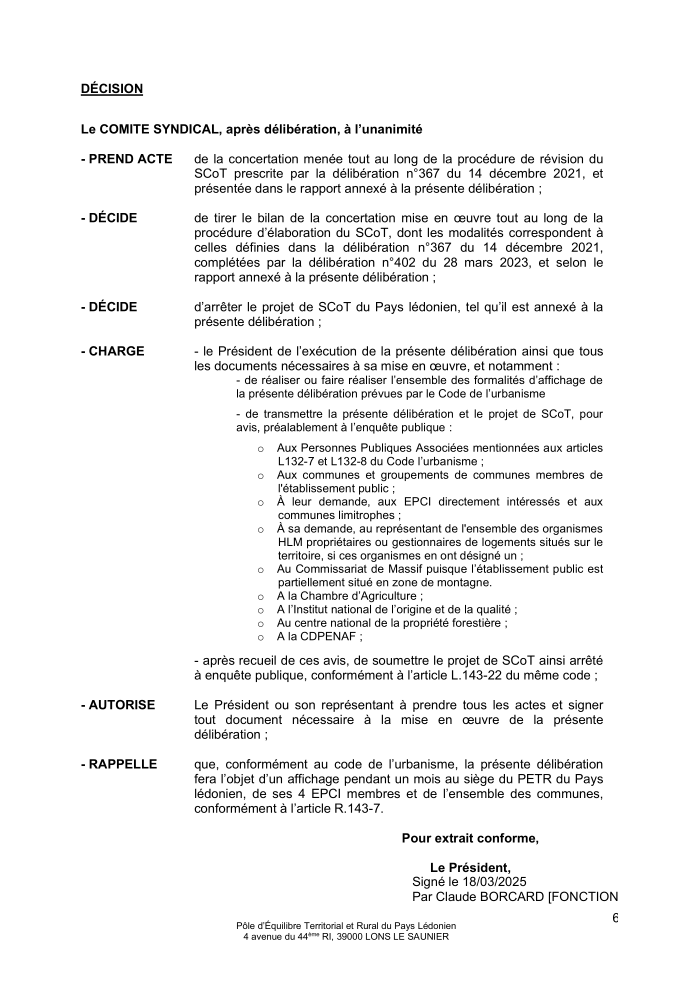 DÉCISION
Le COMITE SYNDICAL, après délibération, à l'unanimité
- PREND ACTE de la concertation menée tout au long de la procédure de révision du
SCoT prescrite par la délibération n°367 du 14 décembre 2021, et
présentée dans le rapport annexé à la présente délibération ;
- DÉCIDE de tirer le bilan de la concertation mise en œuvre tout au long de la
procédure d'élaboration du SCoT, dont les modalités correspondent à
celles définies dans la délibération n°367 du 14 décembre 2021,
complétées par la délibération n°402 du 28 mars 2023, et selon le
rapport annexé à la présente délibération ;
- DÉCIDE d'arrêter le projet de SCoT du Pays lédonien, tel qu'il est annexé à la
présente délibération ;
- CHARGE - le Président de l'exécution de la présente délibération ainsi que tous
les documents nécessaires à sa mise en œuvre, et notamment :
- de réaliser ou faire réaliser l'ensemble des formalités d'affichage de
la présente délibération prévues par le Code de l'urbanisme
- de transmettre la présente délibération et le projet de SCoT, pour
avis, préalablement à l'enquête publique :
o Aux Personnes Publiques Associées mentionnées aux articles
L132-7 et L132-8 du Code l'urbanisme ;
o Aux communes et groupements de communes membres de
l'établissement public ;
o À leur demande, aux EPCI directement intéressés et aux
communes limitrophes ;
o À sa demande, au représentant de l'ensemble des organismes
HLM propriétaires ou gestionnaires de logements situés sur le
territoire, si ces organismes en ont désigné un ;
o Au Commissariat de Massif puisque l'établissement public est
partiellement situé en zone de montagne.
o A la Chambre d'Agriculture ;
o A l'Institut national de l'origine et de la qualité ;
o Au centre national de la propriété forestière ;
o A la CDPENAF ;
- après recueil de ces avis, de soumettre le projet de SCoT ainsi arrêté
à enquête publique, conformément à l'article L.143-22 du même code ;
- AUTORISE Le Président ou son représentant à prendre tous les actes et signer
tout document nécessaire à la mise en œuvre de la présente
délibération ;
- RAPPELLE que, conformément au code de l'urbanisme, la présente délibération
fera l'objet d'un affichage pendant un mois au siège du PETR du Pays
lédonien, de ses 4 EPCI membres et de l'ensemble des communes,
conformément à l'article R.143-7.
Pour extrait conforme,
Le Président,
Signé le 18/03/2025
Par Claude BORCARD [FONCTION
6
Pôle d'Équilibre Territorial et Rural du Pays Lédonien
4 avenue du 44ème RI, 39000 LONS LE SAUNIER